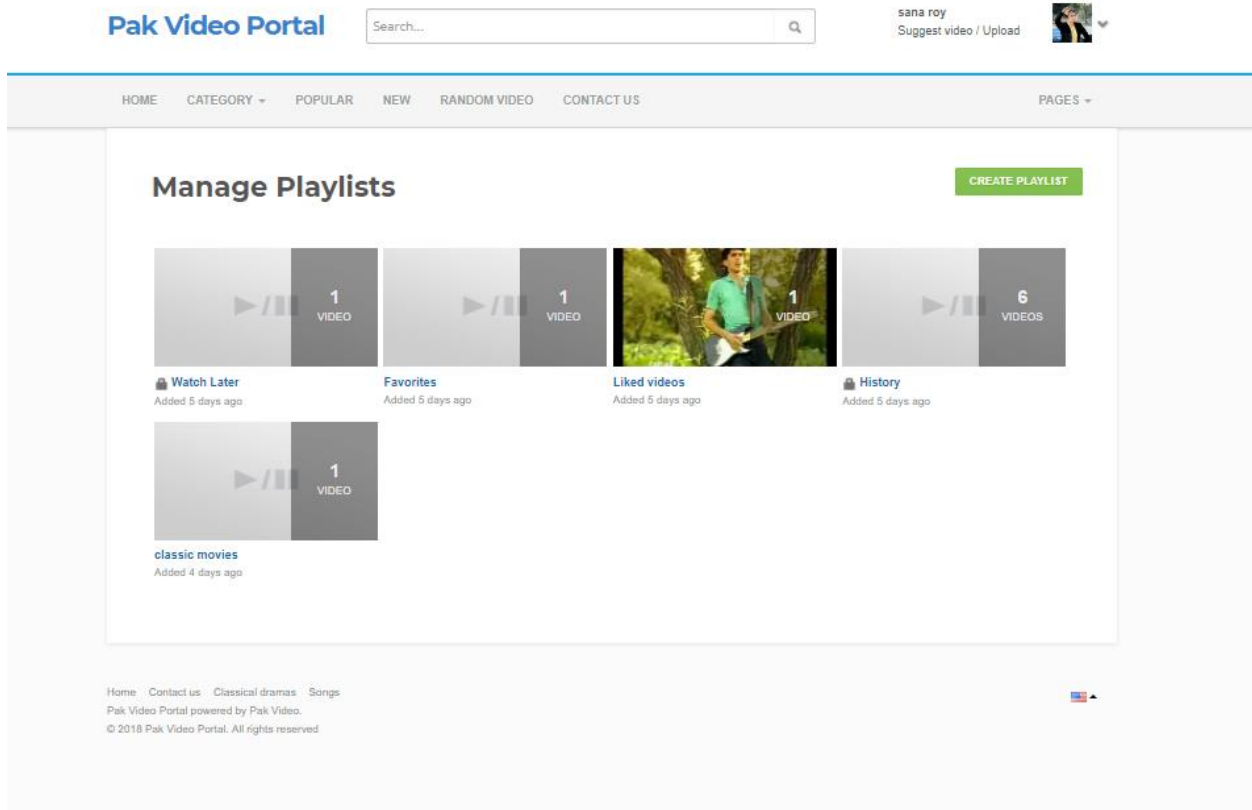 Pak Video Portal
Search...
sana roy
Suggest video / Upload
HOME CATEGORY POPULAR NEW RANDOM VIDEO CONTACT US PAGES
Manage Playlists
CREATE PLAYLIST
1
VIDEO
1
VIDEO
1
VIDEO
6
VIDEOS
Watch Later
Added 5 days ago
Favorites
Added 5 days ago
Liked videos
Added 5 days ago
History
Added 5 days ago
1
VIDEO
classic movies
Added 4 days ago
Home Contact us Classical dramas Songs
Pak Video Portal powered by Pak Video.
© 2018 Pak Video Portal. All rights reserved